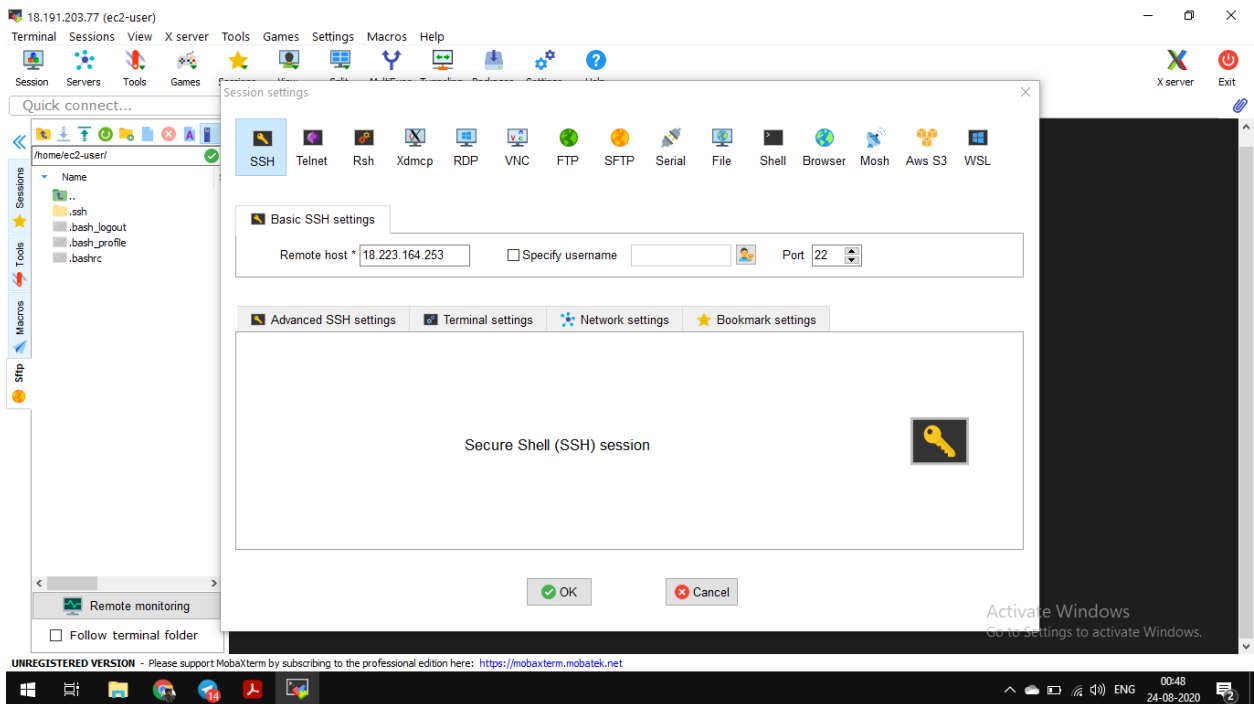 18.191.203.77 (ec2-user)
Terminal Sessions View X server Tools Games Settings Macros Help
Session Servers Tools Games X server Exit
Quick connect...
Session settings
/home/ec2-user/
SSH Telnet Rsh Xdmcp RDP VNC FTP SFTP Serial File Shell Browser Mosh Aws S3 WSL
Name
..
.ssh
.bash_logout
.bash_profile
.bashrc
Sessions
Tools
Macros
Sftp
Basic SSH settings
Remote host * 18.223.164.253 Specify username Port 22
Advanced SSH settings Terminal settings Network settings Bookmark settings
Secure Shell (SSH) session
OK Cancel
Remote monitoring
Follow terminal folder
Activate Windows
Go to Settings to activate Windows.
UNREGISTERED VERSION - Please support MobaXterm by subscribing to the professional edition here: https://mobaxterm.mobatek.net
14
ENG
00:48
24-08-2020
2